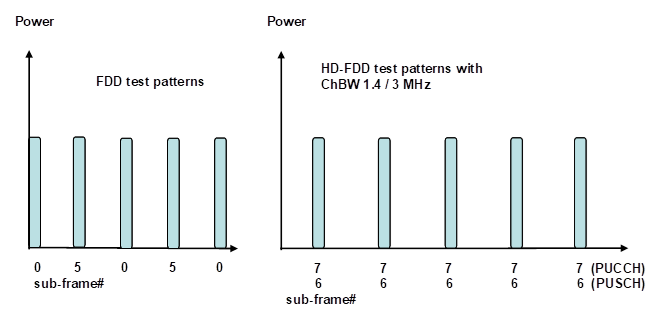 Power
FDD test patterns
0 5 0 5 0
sub-frame#
Power
HD-FDD test patterns with
ChBW 1.4 / 3 MHz
7 7 7 7 7 (PUCCH)
6 6 6 6 6 (PUSCH)
sub-frame#